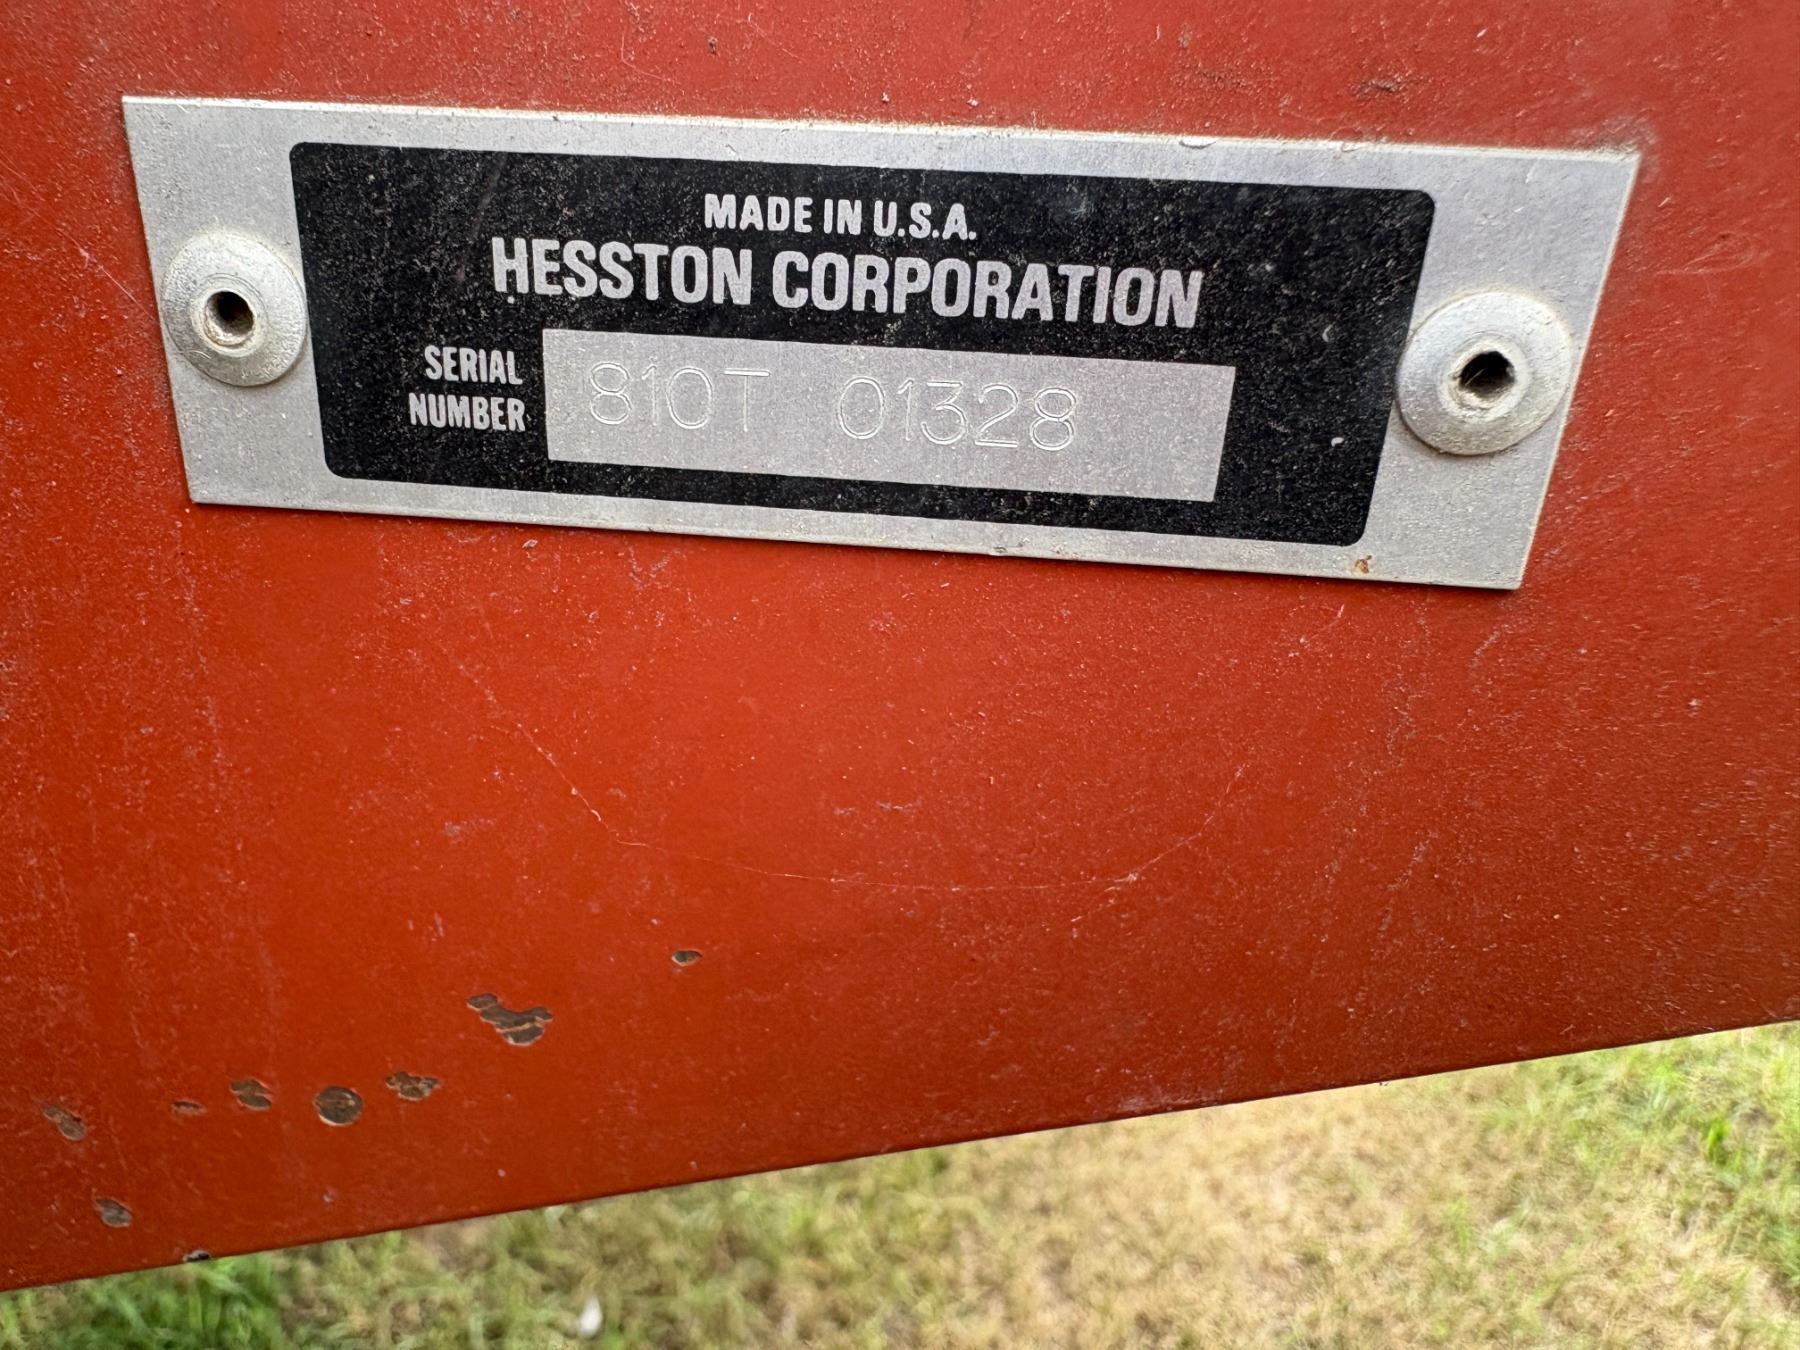 MADE IN U.S.A.
HESSTON CORPORATION
SERIAL
NUMBER
810T 01328